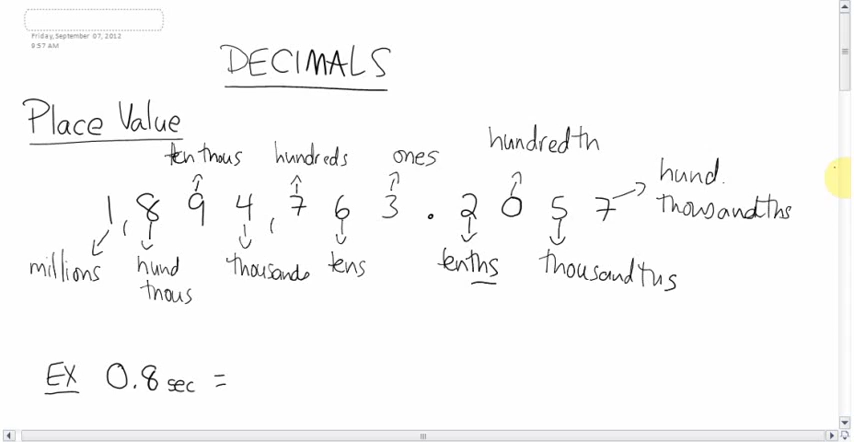 Friday, September 07, 2012
9:57 AM
DECIMALS
Place Value
ten thous hundreds ones hundredth
1,894,763.2057
hund. thousandths
millions hund thous thousands tens tenths thousandths
EX 0.8 sec =